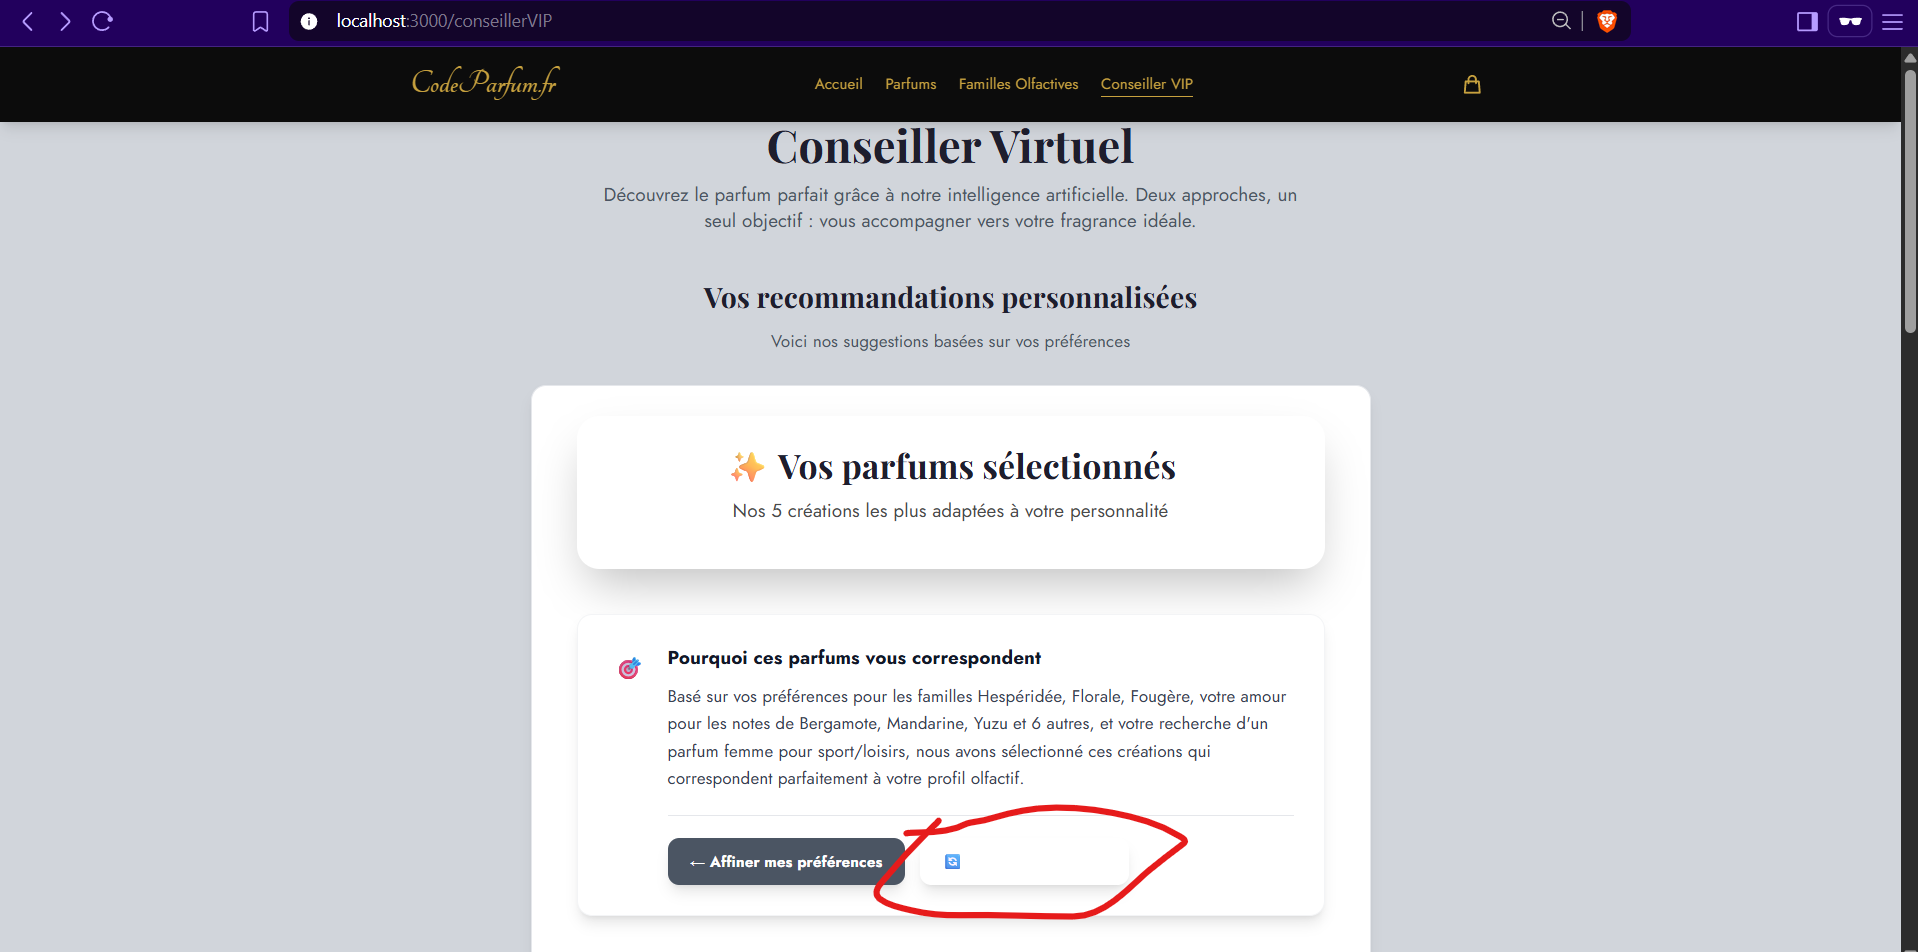 localhost:3000/conseillerVIP
CodeParfum.fr
Accueil
Parfums
Familles Olfactives
Conseiller VIP
Conseiller Virtuel
Découvrez le parfum parfait grâce à notre intelligence artificielle. Deux approches, un
seul objectif : vous accompagner vers votre fragrance idéale.
Vos recommandations personnalisées
Voici nos suggestions basées sur vos préférences
✨ Vos parfums sélectionnés
Nos 5 créations les plus adaptées à votre personnalité
Pourquoi ces parfums vous correspondent
Basé sur vos préférences pour les familles Hespéridée, Florale, Fougère, votre amour
pour les notes de Bergamote, Mandarine, Yuzu et 6 autres, et votre recherche d'un
parfum femme pour sport/loisirs, nous avons sélectionné ces créations qui
correspondent parfaitement à votre profil olfactif.
← Affiner mes préférences